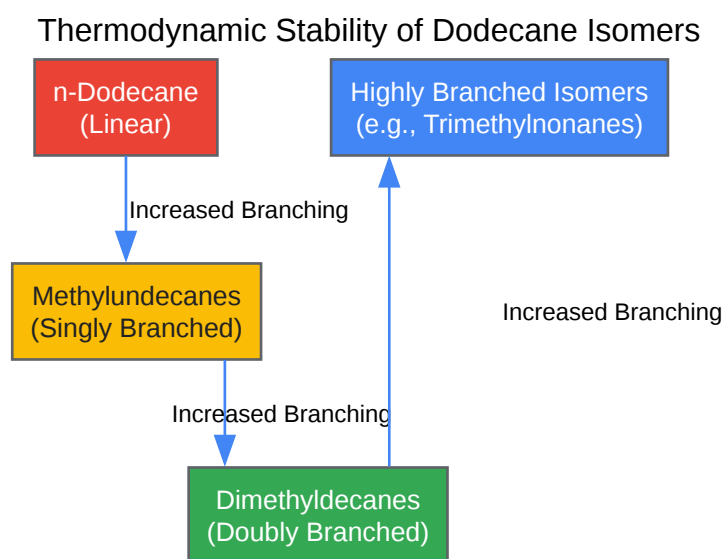 Thermodynamic Stability of Dodecane Isomers
n-Dodecane
(Linear)
Highly Branched Isomers
(e.g., Trimethylnonanes)
Increased Branching
Methylundecanes
(Singly Branched)
Increased Branching
Increased Branching
Dimethyldecanes
(Doubly Branched)